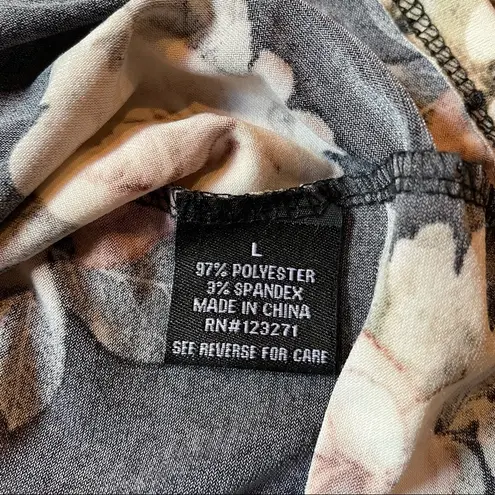 L
97% POLYESTER
3% SPANDEX
MADE IN CHINA
RN#123271
SEE REVERSE FOR CARE